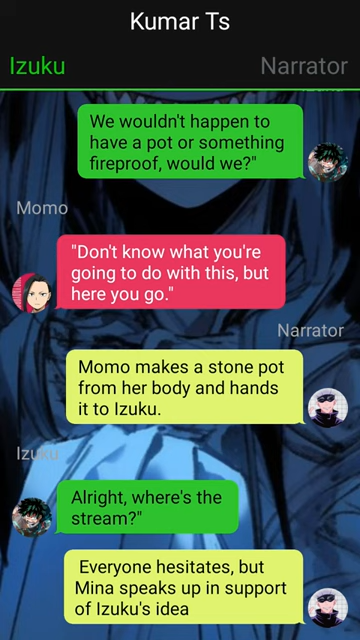 Kumar Ts
Izuku
Narrator
We wouldn't happen to
have a pot or something
fireproof, would we?"
Momo
"Don't know what you're
going to do with this, but
here you go."
Narrator
Momo makes a stone pot
from her body and hands
it to Izuku.
Izuku
Alright, where's the
stream?"
Everyone hesitates, but
Mina speaks up in support
of Izuku's idea